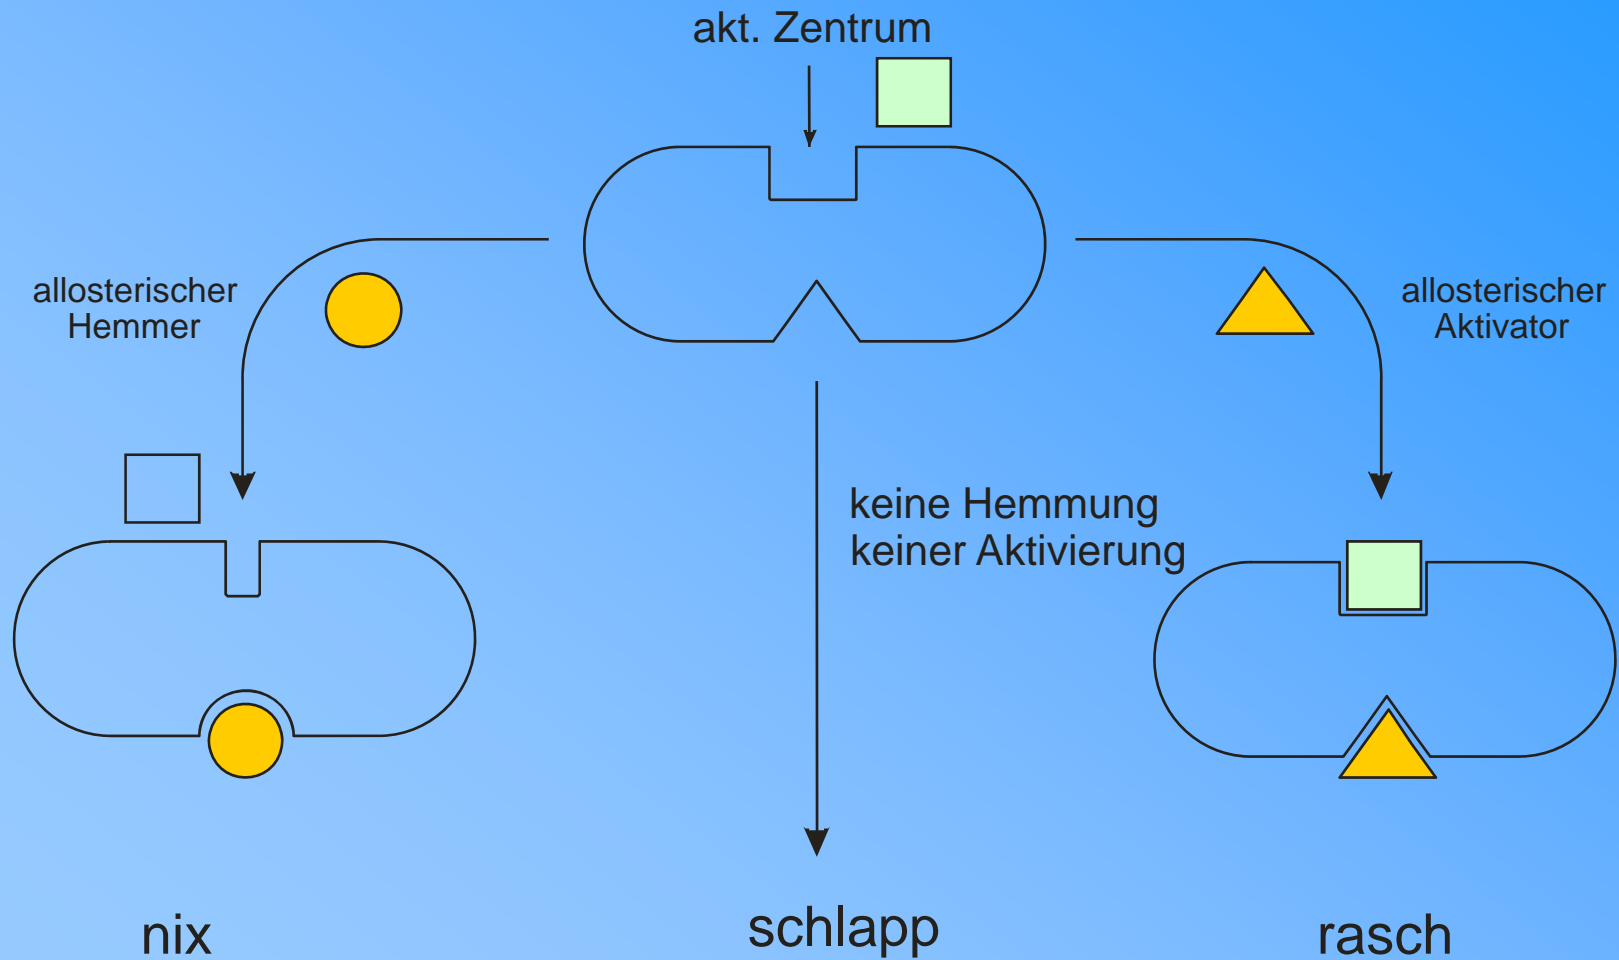 akt. Zentrum
allosterischer
Hemmer
allosterischer
Aktivator
keine Hemmung
keiner Aktivierung
nix
schlapp
rasch